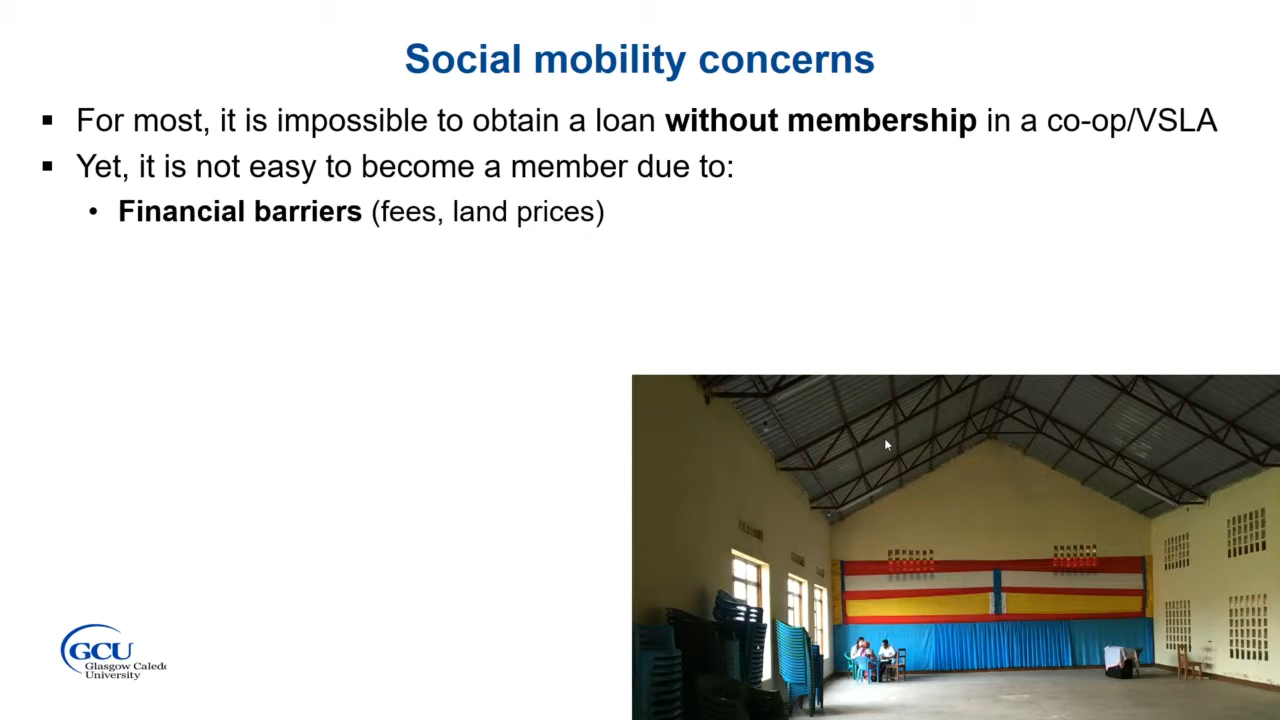 Social mobility concerns
▪ For most, it is impossible to obtain a loan without membership in a co-op/VSLA
▪ Yet, it is not easy to become a member due to:
• Financial barriers (fees, land prices)
GCU
Glasgow Caled
University